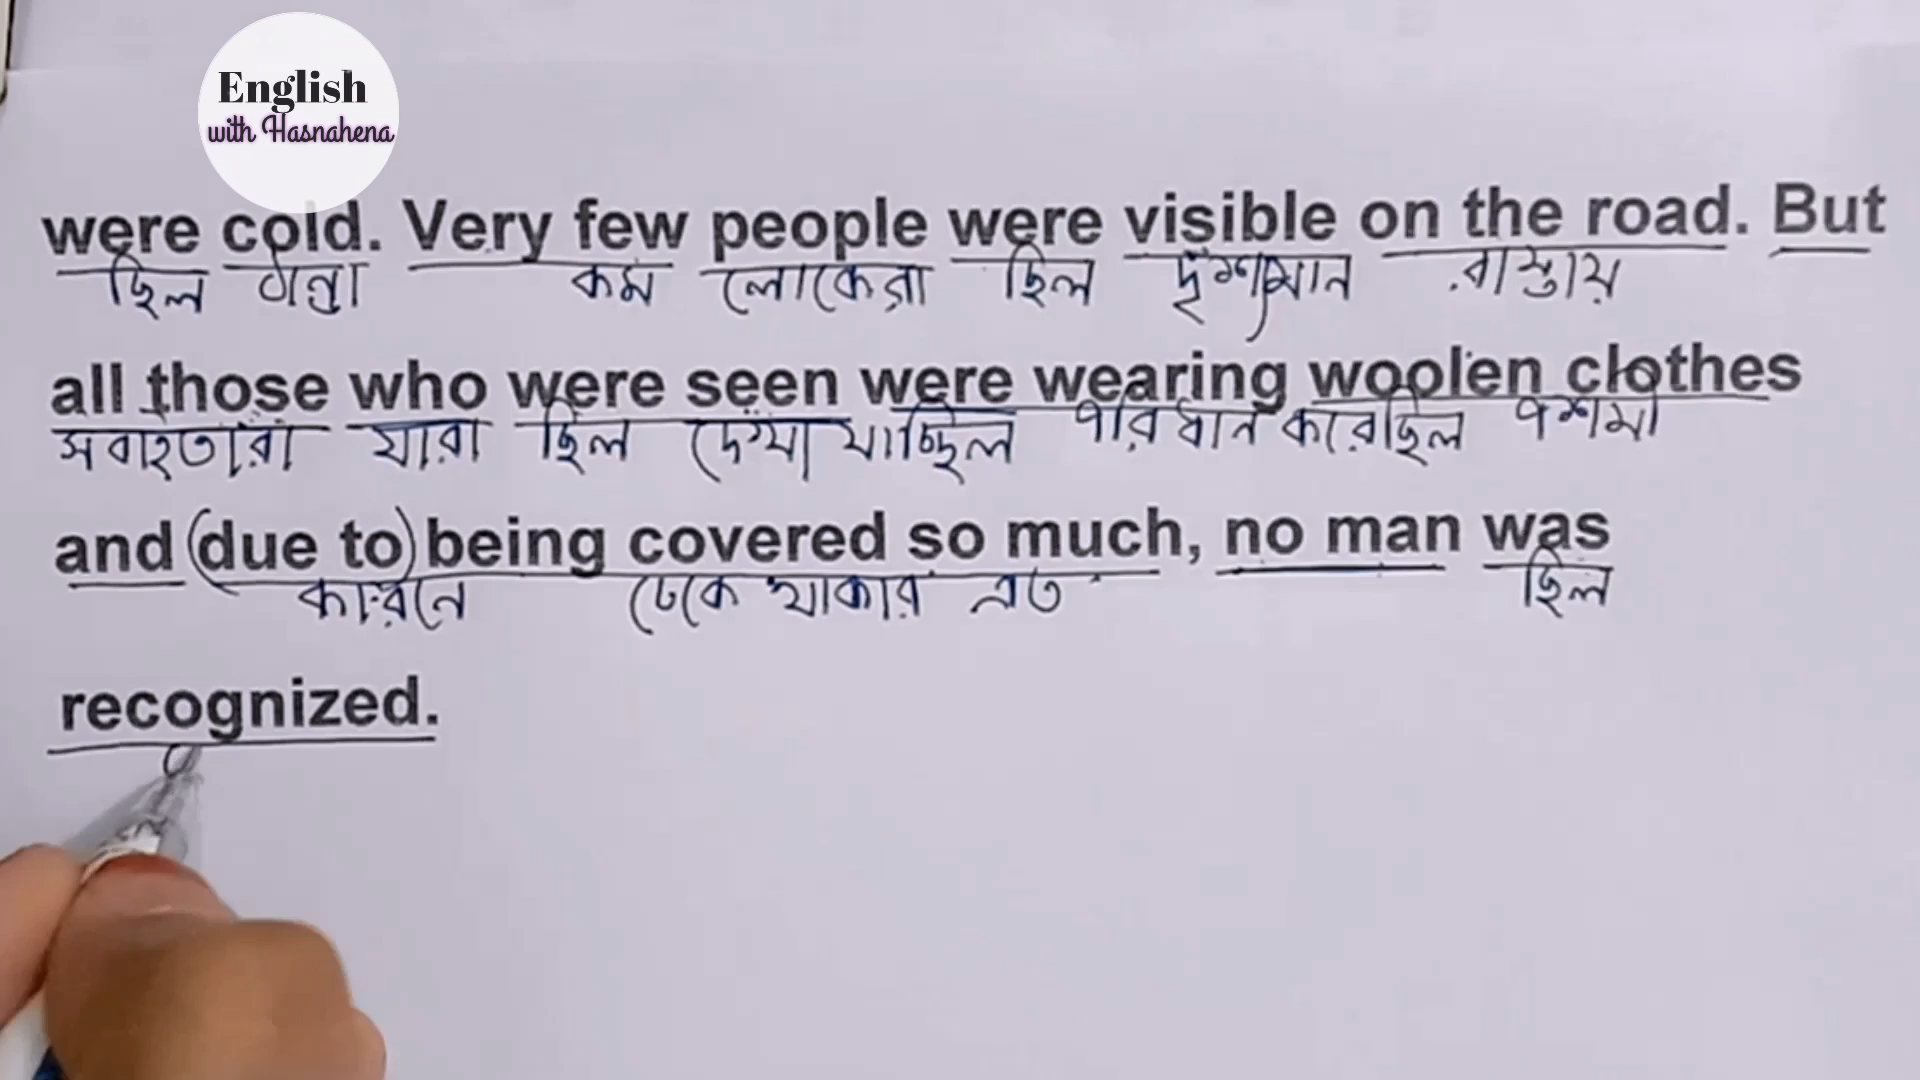 English
with Hasnahena
were cold. Very few people were visible on the road. But
ছিল ঠান্ডা কম লোকেরা ছিল দৃশ্যমান রাস্তায়
all those who were seen were wearing woolen clothes
সবাই তারা যারা ছিল দেখা যাচ্ছিল পরিধান করেছিল পশমী
and (due to) being covered so much, no man was
কারনে ঢেকে থাকার এত ছিল
recognized.